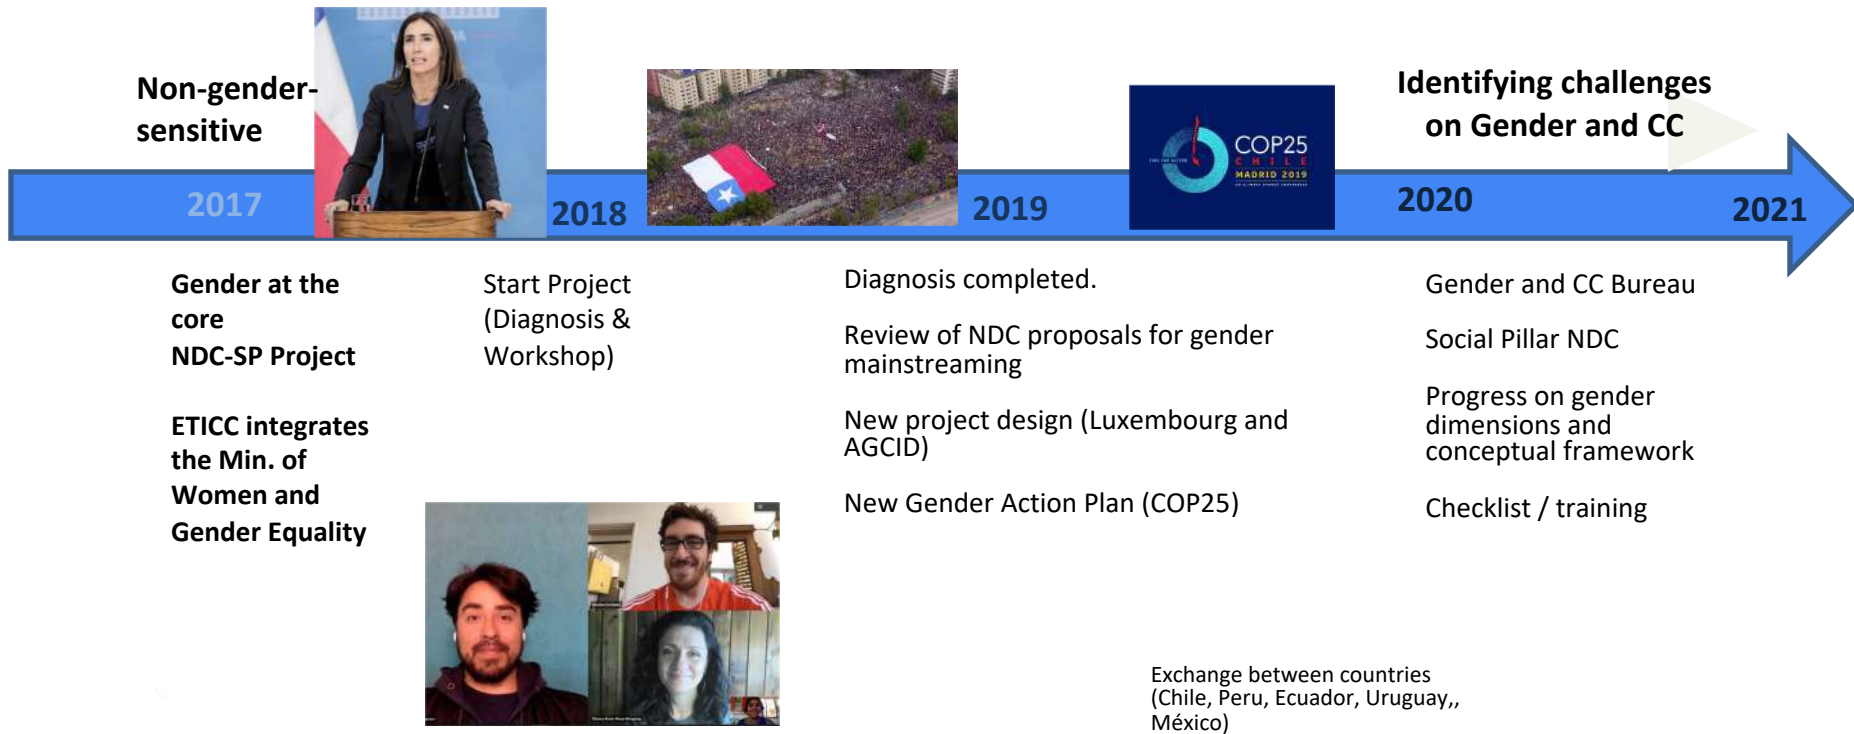 Non-gender-
sensitive
Identifying challenges
on Gender and CC
2017
2018
2019
2020
2021
COP25
CHILE
MADRID 2019
Gender at the
core
NDC-SP Project
ETICC integrates
the Min. of
Women and
Gender Equality
Start Project
(Diagnosis &
Workshop)
Diagnosis completed.
Review of NDC proposals for gender
mainstreaming
New project design (Luxembourg and
AGCID)
New Gender Action Plan (COP25)
Gender and CC Bureau
Social Pillar NDC
Progress on gender
dimensions and
conceptual framework
Checklist / training
Exchange between countries
(Chile, Peru, Ecuador, Uruguay,,
México)